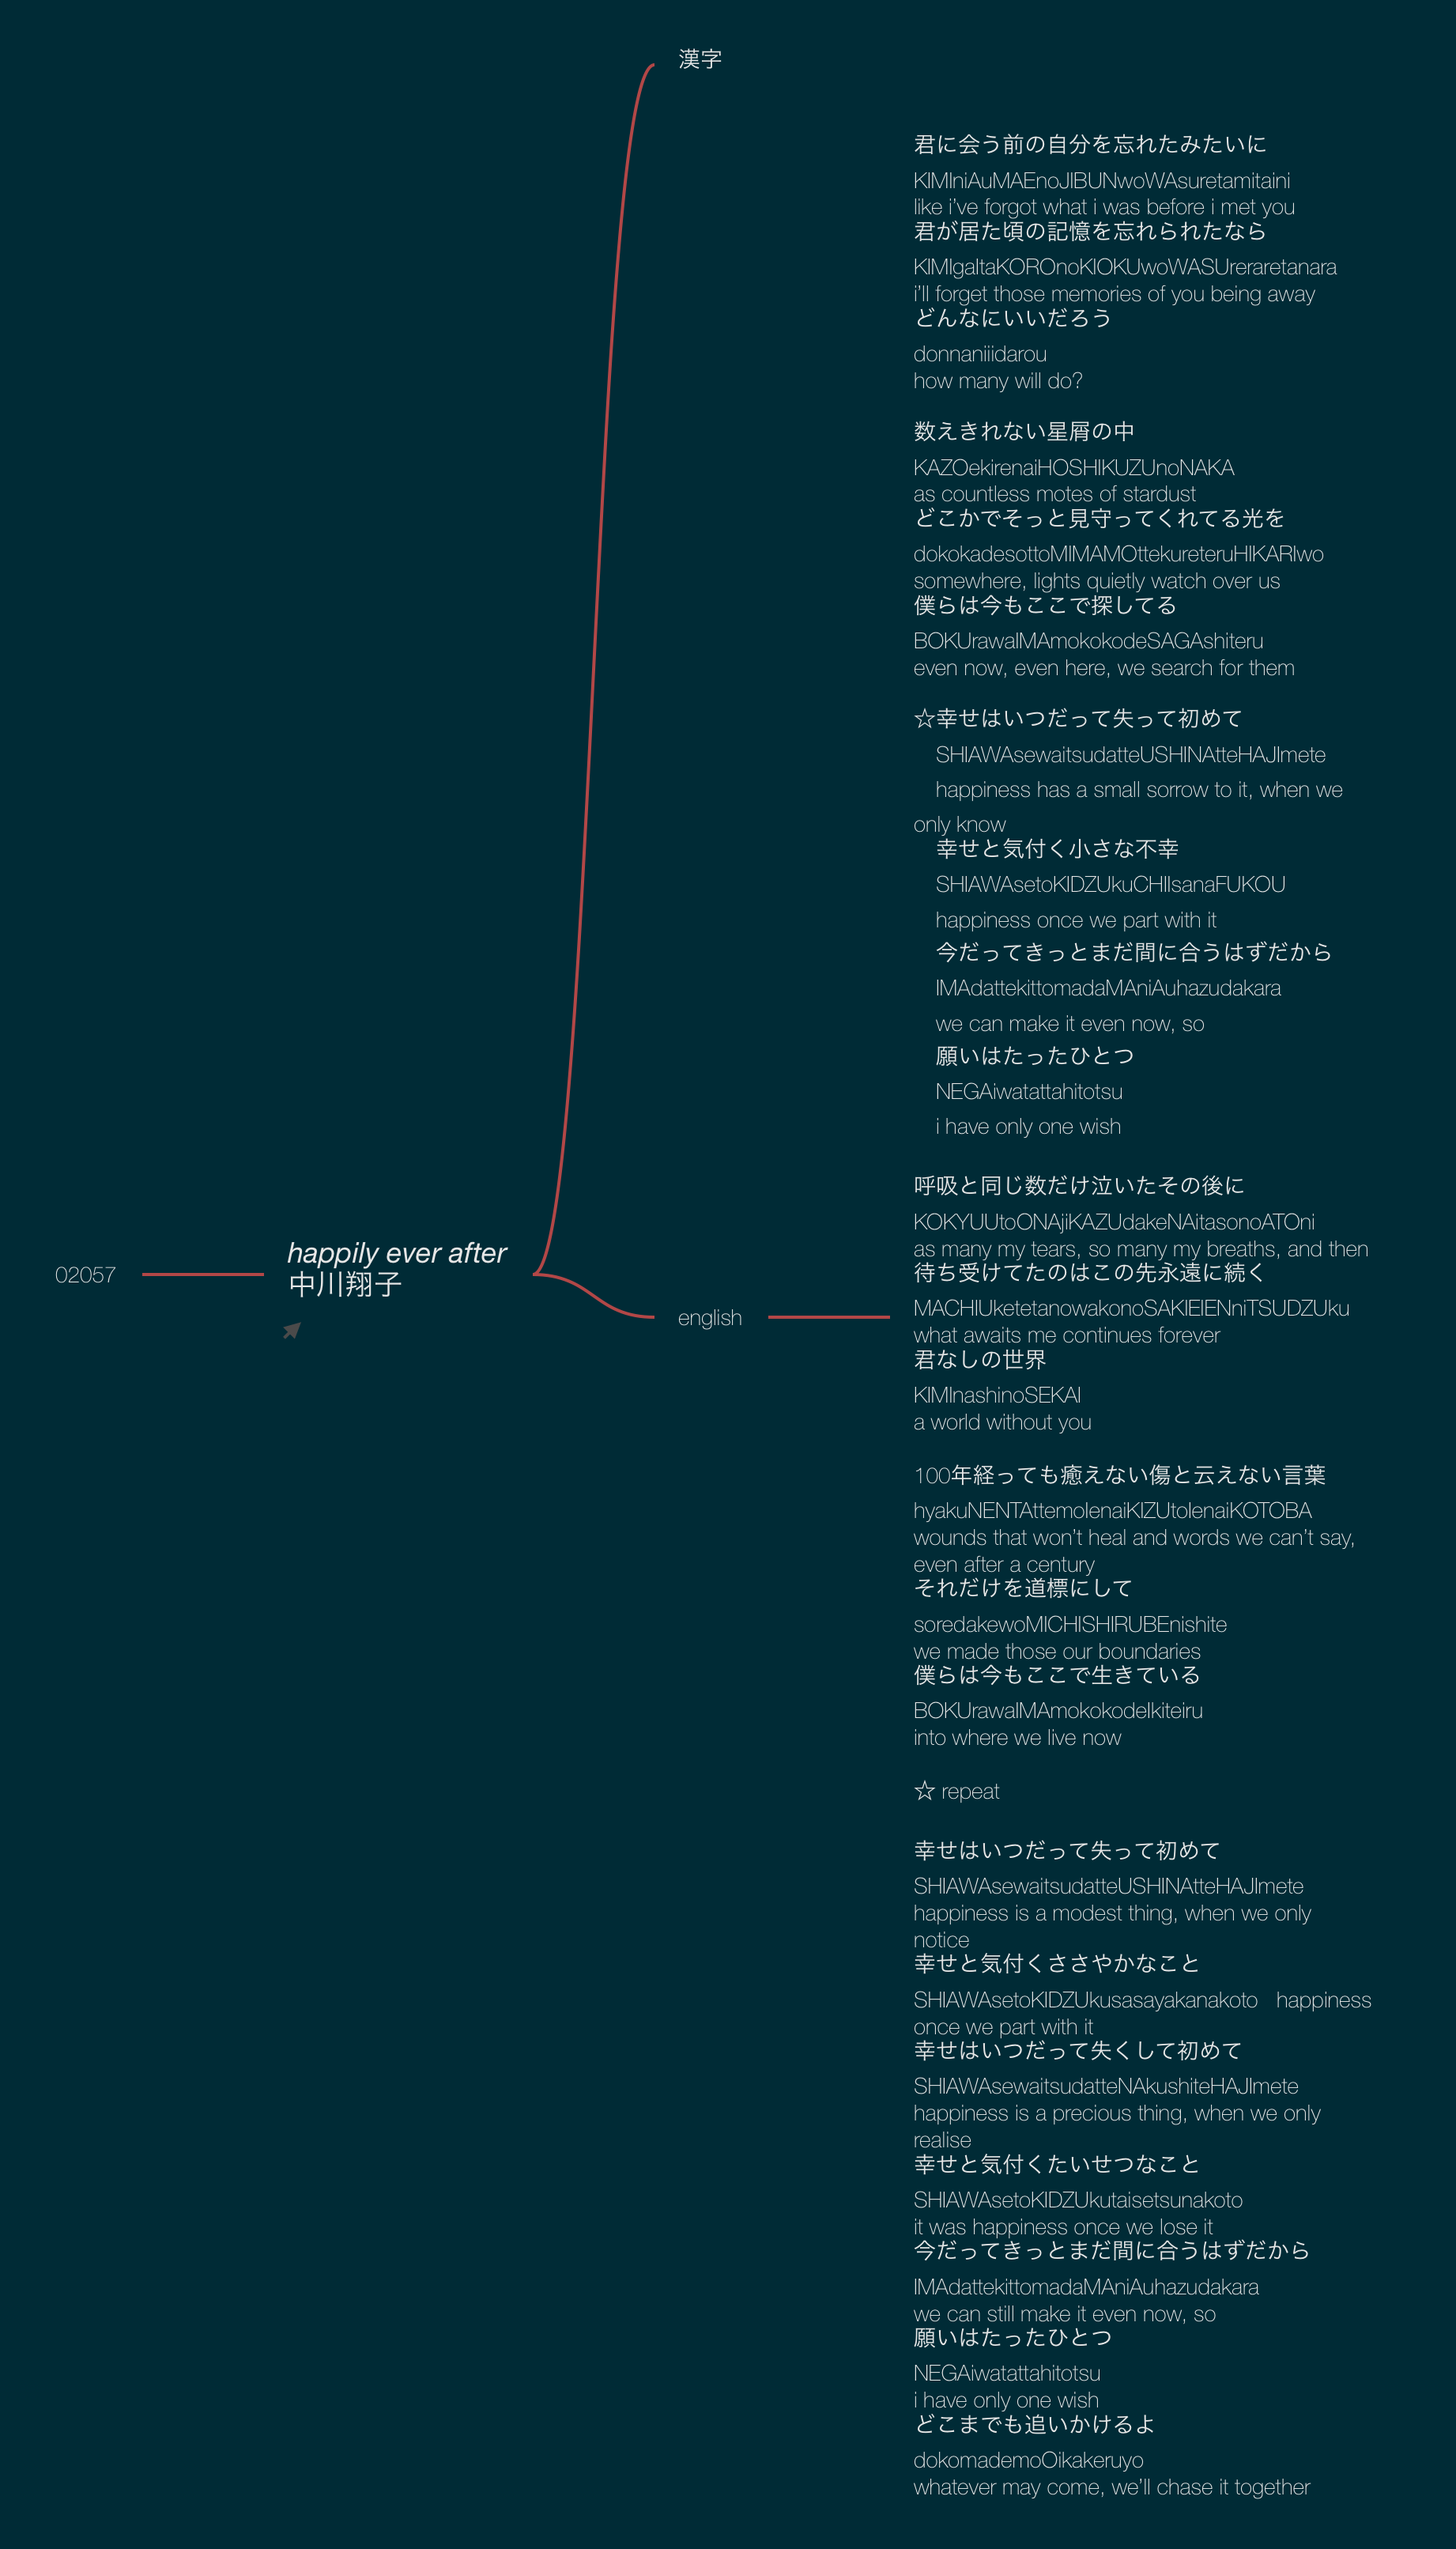 漢字
君に会う前の自分を忘れたみたいに
KIMIniAuMAEnoJIBUNwoWAsuretamitaini
like i've forgot what i was before i met you
君が居た頃の記憶を忘れられたなら
KIMIgaItaKOROnoKIOKUwoWASUreraretanara
i'll forget those memories of you being away
どんなにいいだろう
donnaniiidarou
how many will do?
数えきれない星屑の中
KAZOekirenaiHOSHIKUZUnoNAKA
as countless motes of stardust
どこかでそっと見守ってくれてる光を
dokokadesottoMIMAMOttekureteruHIKARIwo
somewhere, lights quietly watch over us
僕らは今もここで探してる
BOKUrawaIMAmokokodeSAGAshiteru
even now, even here, we search for them
☆幸せはいつだって失って初めて
SHIAWAsewaitsudatteUSHINAtteHAJImete
happiness has a small sorrow to it, when we
only know
幸せと気付く小さな不幸
SHIAWAsetoKIDZUkuCHIIsanaFUKOU
happiness once we part with it
今だってきっとまだ間に合うはずだから
IMAdattekittomadaMAniAuhazudakara
we can make it even now, so
願いはたったひとつ
NEGAiwatattahitotsu
i have only one wish
呼吸と同じ数だけ泣いたその後に
KOKYUUtoONAjiKAZUdakeNAitasonoATOni
as many my tears, so many my breaths, and then
待ち受けてたのはこの先永遠に続く
MACHIUketetanowakonoSAKIEIENniTSUDZUku
what awaits me continues forever
君なしの世界
KIMInashinoSEKAI
a world without you
100年経っても癒えない傷と云えない言葉
hyakuNENTAttemoIenaiKIZUtoIenaiKOTOBA
wounds that won't heal and words we can't say,
even after a century
それだけを道標にして
soredakewoMICHISHIRUBEnishite
we made those our boundaries
僕らは今もここで生きている
BOKUrawaIMAmokokodeIkiteiru
into where we live now
☆ repeat
幸せはいつだって失って初めて
SHIAWAsewaitsudatteUSHINAtteHAJImete
happiness is a modest thing, when we only
notice
幸せと気付くささやかなこと
SHIAWAsetoKIDZUkusasayakanakoto happiness
once we part with it
幸せはいつだって失くして初めて
SHIAWAsewaitsudatteNAkushiteHAJImete
happiness is a precious thing, when we only
realise
幸せと気付くたいせつなこと
SHIAWAsetoKIDZUkutaisetsunakoto
it was happiness once we lose it
今だってきっとまだ間に合うはずだから
IMAdattekittomadaMAniAuhazudakara
we can still make it even now, so
願いはたったひとつ
NEGAiwatattahitotsu
i have only one wish
どこまでも追いかけるよ
dokomademoOikakeruyo
whatever may come, we'll chase it together
02057
happily ever after
中川翔子
english